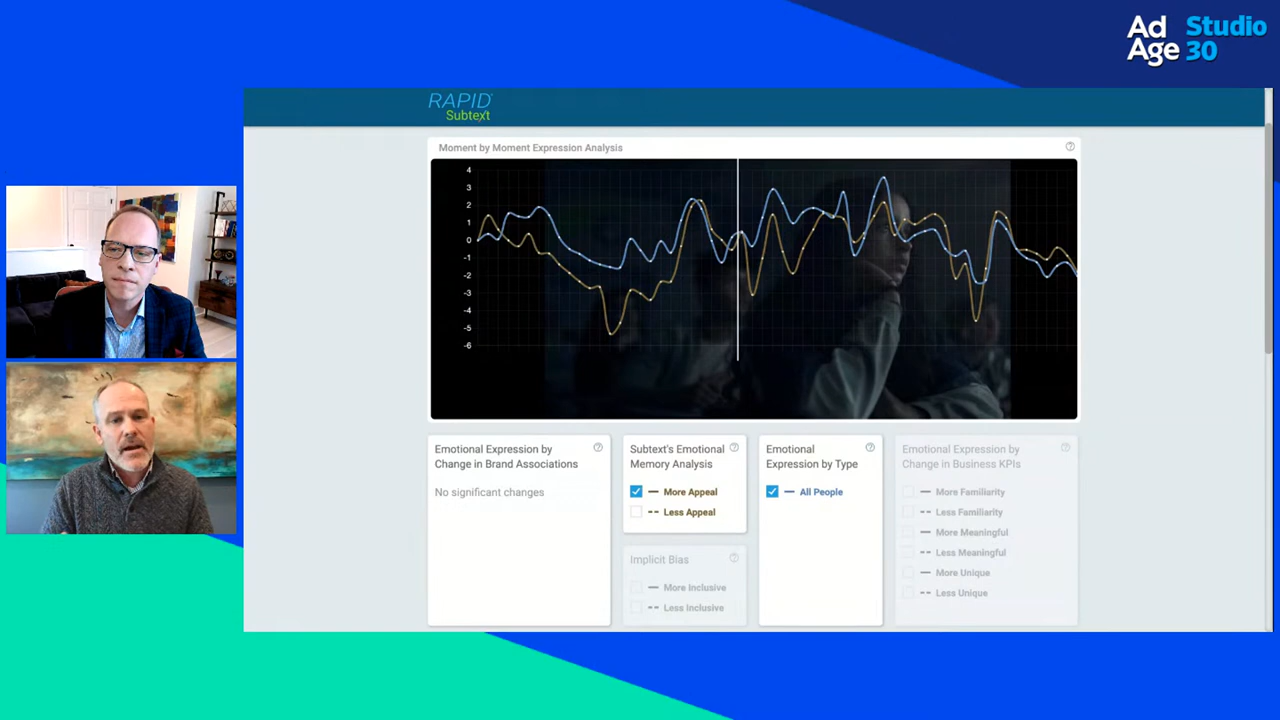 Ad Studio
Age 30
RAPID
Subtext
Moment by Moment Expression Analysis
4
3
2
1
0
-1
-2
-3
-4
-5
-6
Emotional Expression by
Change in Brand Associations
No significant changes
Subtext's Emotional
Memory Analysis
More Appeal
Less Appeal
Implicit Bias
More Inclusive
Less Inclusive
Emotional
Expression by Type
All People
Emotional Expression by
Change in Business KPIs
More Familiarity
Less Familiarity
More Meaningful
Less Meaningful
More Unique
Less Unique